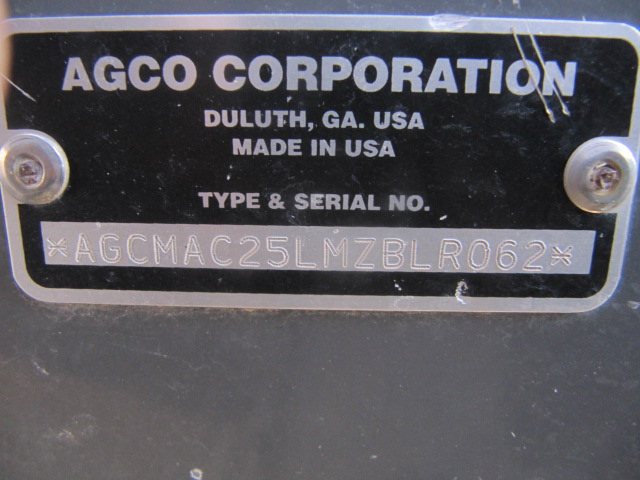 AGCO CORPORATION
DULUTH, GA. USA
MADE IN USA
TYPE & SERIAL NO.
*AGCMAC25LMZBLR062*